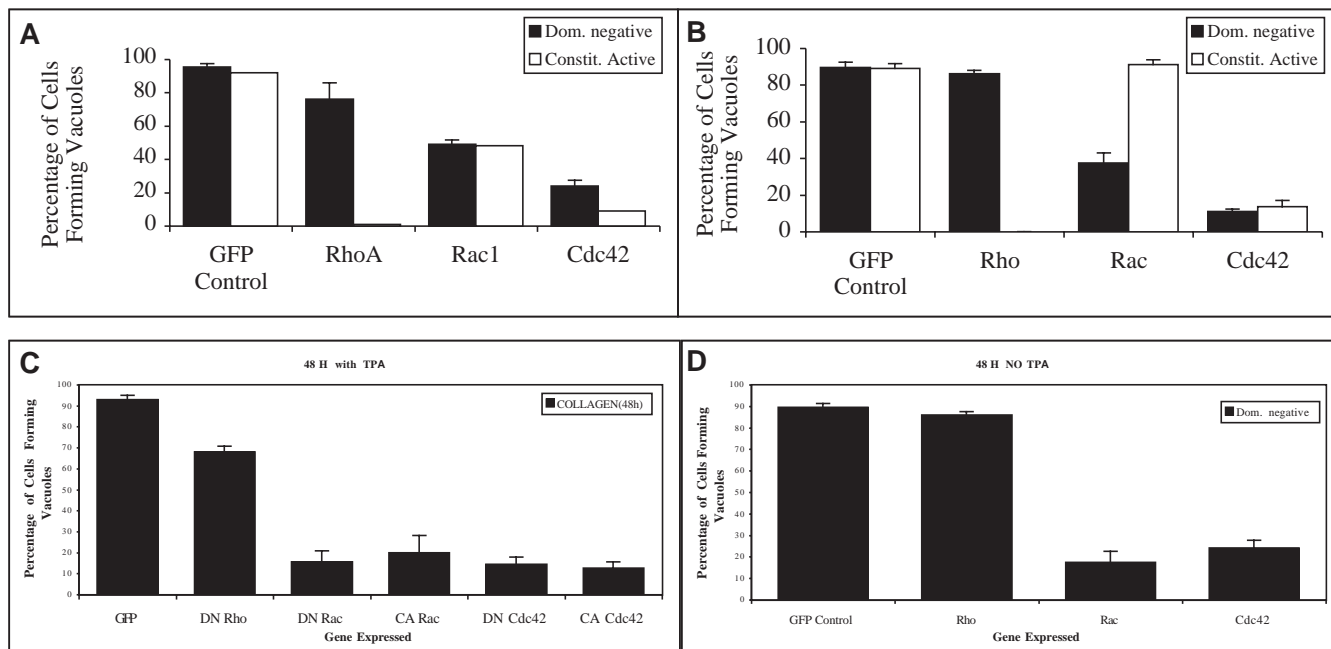 A
Dom. negative
Constit. Active
Percentage of Cells
Forming Vacuoles
100
80
60
40
20
0
GFP
Control
RhoA
Rac1
Cdc42
B
Dom. negative
Constit. Active
Percentage of Cells
Forming Vacuoles
100
80
60
40
20
0
GFP
Control
Rho
Rac
Cdc42
C
48 H with TPA
COLLAGEN(48h)
Percentage of Cells Forming
Vacuoles
100
90
80
70
60
50
40
30
20
10
0
GFP
DN Rho
DN Rac
CA Rac
DN Cdc42
CA Cdc42
Gene Expressed
D
48 H NO TPA
Dom. negative
Percentage of Cells Forming
Vacuoles
100
90
80
70
60
50
40
30
20
10
0
GFP Control
Rho
Rac
Cdc42
Gene Expressed